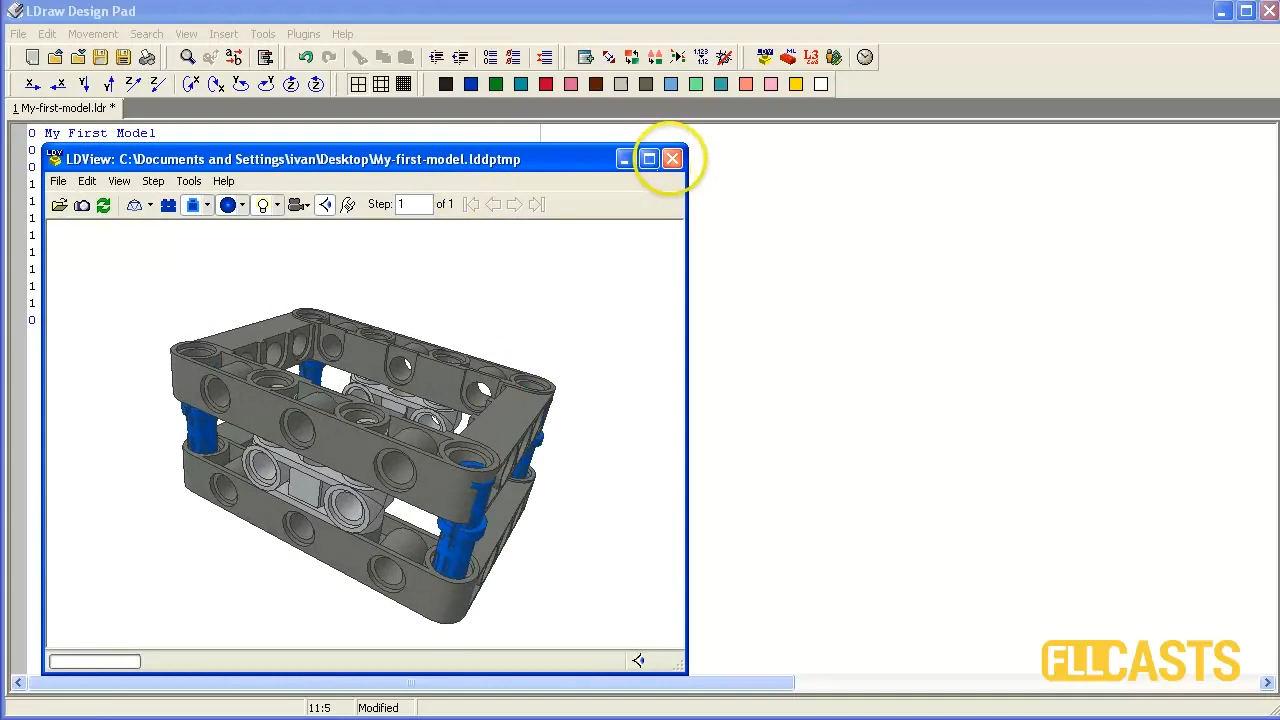 LDraw Design Pad
File Edit Movement Search View Insert Tools Plugins Help
1 My-first-model.ldr *
0 My First Model
0
0
1
1
1
1
1
1
1
1
0
LDV LDView: C:\Documents and Settings\ivan\Desktop\My-first-model.lddptmp
File Edit View Step Tools Help
Step: 1 of 1
FLLCASTS
11:5 Modified